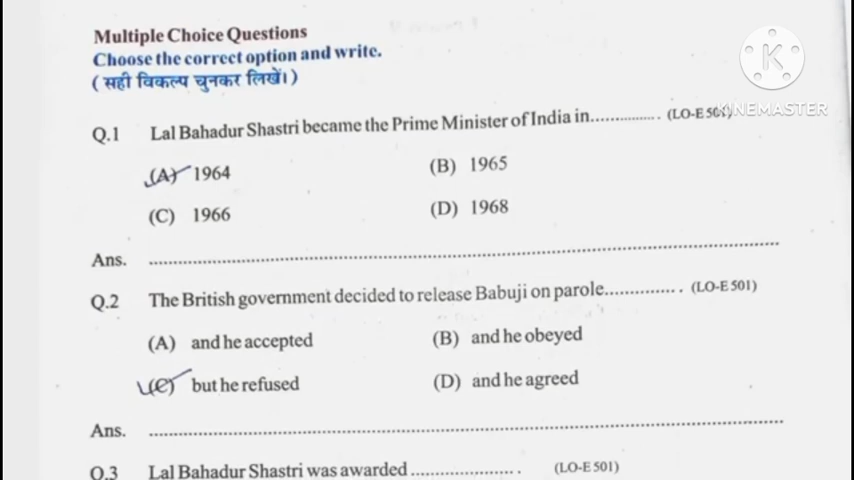 Multiple Choice Questions
Choose the correct option and write.
( सही विकल्प चुनकर लिखें। )
KINEMASTER
Q.1 Lal Bahadur Shastri became the Prime Minister of India in............... (LO-E 501)
(A) 1964 (B) 1965
(C) 1966 (D) 1968
Ans. ........................................
Q.2 The British government decided to release Babuji on parole............... (LO-E 501)
(A) and he accepted (B) and he obeyed
(C) but he refused (D) and he agreed
Ans. ........................................
Q.3 Lal Bahadur Shastri was awarded ..................... (LO-E 501)